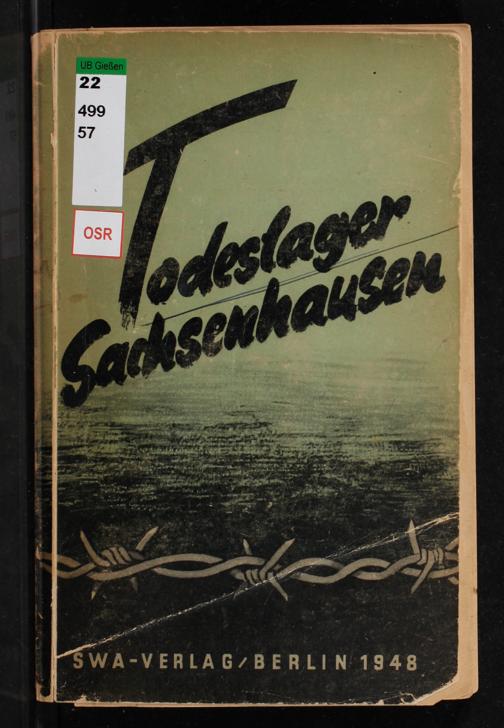 UB Gießen
22
499
57
OSR
Todeslager
Sachsenhausen
SWA-VERLAG/BERLIN 1948